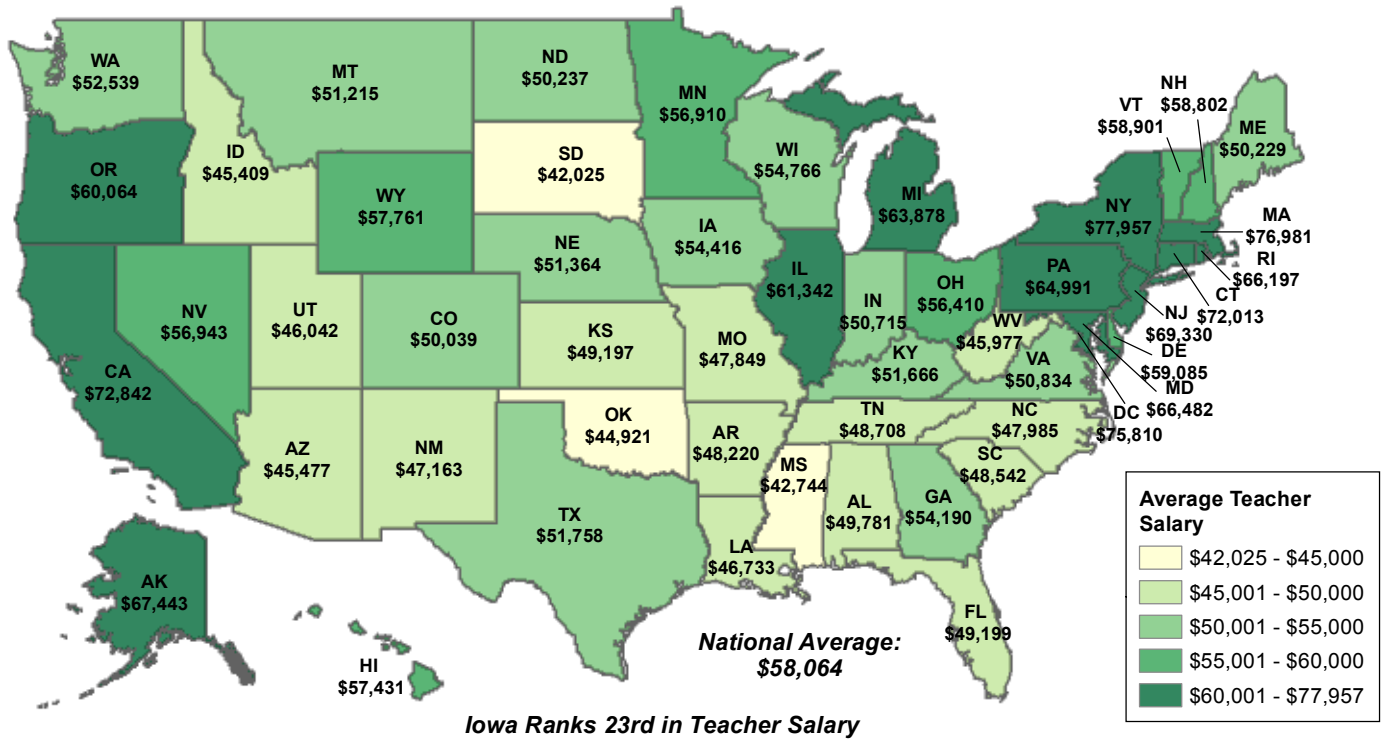 WA
$52,539
MT
$51,215
ND
$50,237
MN
$56,910
NH
$58,802
VT
$58,901
ME
$50,229
OR
$60,064
ID
$45,409
SD
$42,025
WI
$54,766
WY
$57,761
MI
$63,878
NY
$77,957
MA
$76,981
IA
$54,416
NE
$51,364
RI
$66,197
IL
$61,342
PA
$64,991
OH
$56,410
CT
$72,013
NV
$56,943
UT
$46,042
CO
$50,039
IN
$50,715
NJ
$69,330
KS
$49,197
MO
$47,849
WV
$45,977
DE
$59,085
KY
$51,666
VA
$50,834
CA
$72,842
MD
$66,482
DC
$75,810
OK
$44,921
TN
$48,708
NC
$47,985
AZ
$45,477
NM
$47,163
AR
$48,220
SC
$48,542
MS
$42,744
AL
$49,781
GA
$54,190
TX
$51,758
LA
$46,733
AK
$67,443
FL
$49,199
HI
$57,431
National Average:
$58,064
Iowa Ranks 23rd in Teacher Salary
Average Teacher
Salary
$42,025 - $45,000
$45,001 - $50,000
$50,001 - $55,000
$55,001 - $60,000
$60,001 - $77,957